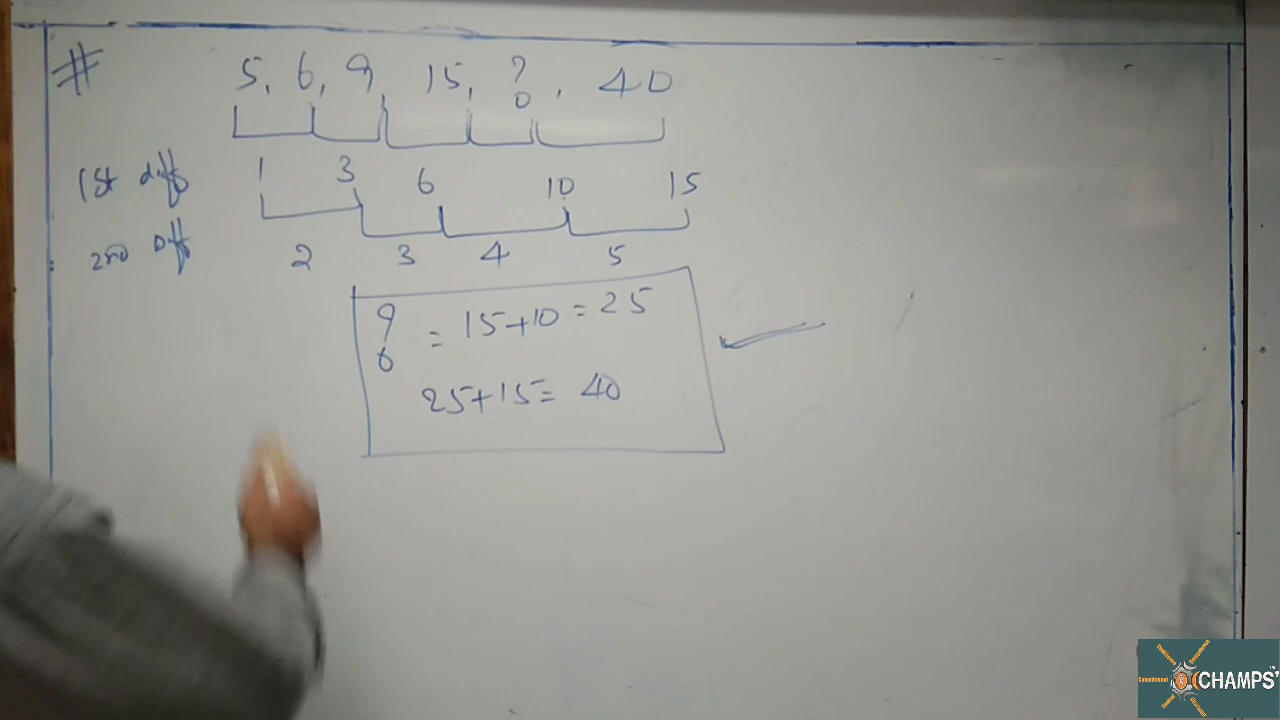 # 5, 6, 9, 15, ?, 40
1st diff 1 3 6 10 15
2nd Diff 2 3 4 5
? = 15+10 = 25
25+15= 40
CHAMPS